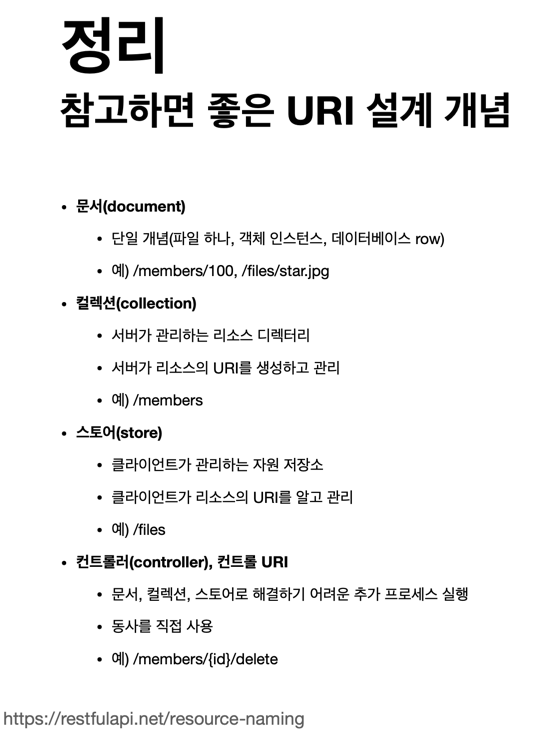 정리
참고하면 좋은 URI 설계 개념
• 문서(document)
• 단일 개념(파일 하나, 객체 인스턴스, 데이터베이스 row)
• 예) /members/100, /files/star.jpg
• 컬렉션(collection)
• 서버가 관리하는 리소스 디렉터리
• 서버가 리소스의 URI를 생성하고 관리
• 예) /members
• 스토어(store)
• 클라이언트가 관리하는 자원 저장소
• 클라이언트가 리소스의 URI를 알고 관리
• 예) /files
• 컨트롤러(controller), 컨트롤 URI
• 문서, 컬렉션, 스토어로 해결하기 어려운 추가 프로세스 실행
• 동사를 직접 사용
• 예) /members/{id}/delete
https://restfulapi.net/resource-naming